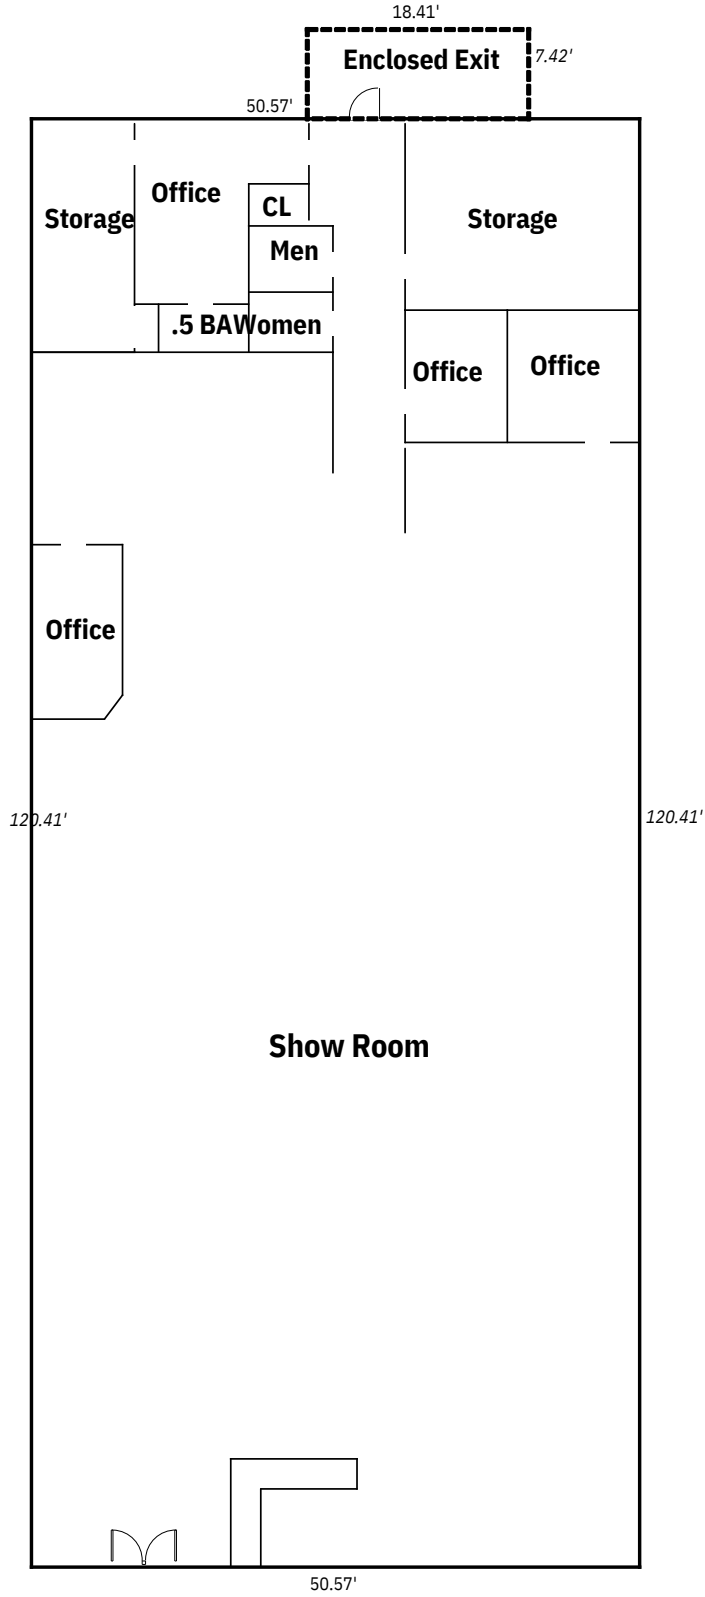 18.41'
Enclosed Exit
7.42'
50.57'
Office
CL
Storage
Storage
Men
.5 BA
Women
Office
Office
Office
120.41'
120.41'
Show Room
50.57'